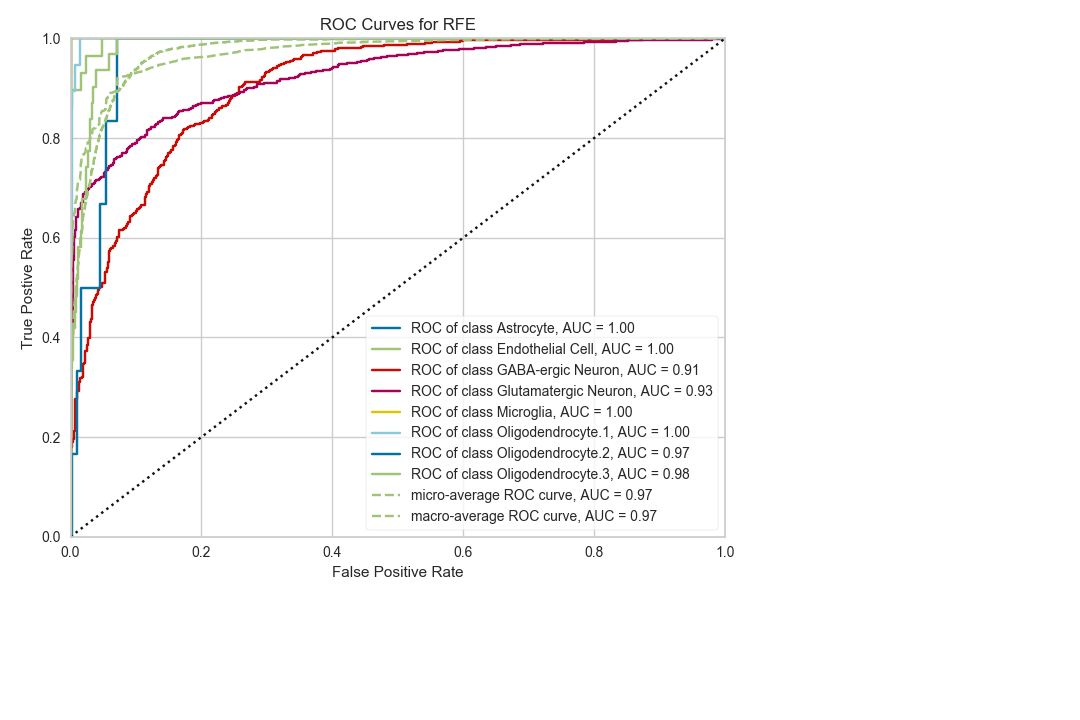 ROC Curves for RFE
1.0
0.8
0.6
0.4
0.2
0.0
True Postive Rate
ROC of class Astrocyte, AUC = 1.00
ROC of class Endothelial Cell, AUC = 1.00
ROC of class GABA-ergic Neuron, AUC = 0.91
ROC of class Glutamatergic Neuron, AUC = 0.93
ROC of class Microglia, AUC = 1.00
ROC of class Oligodendrocyte.1, AUC = 1.00
ROC of class Oligodendrocyte.2, AUC = 0.97
ROC of class Oligodendrocyte.3, AUC = 0.98
micro-average ROC curve, AUC = 0.97
macro-average ROC curve, AUC = 0.97
0.0 0.2 0.4 0.6 0.8 1.0
False Positive Rate